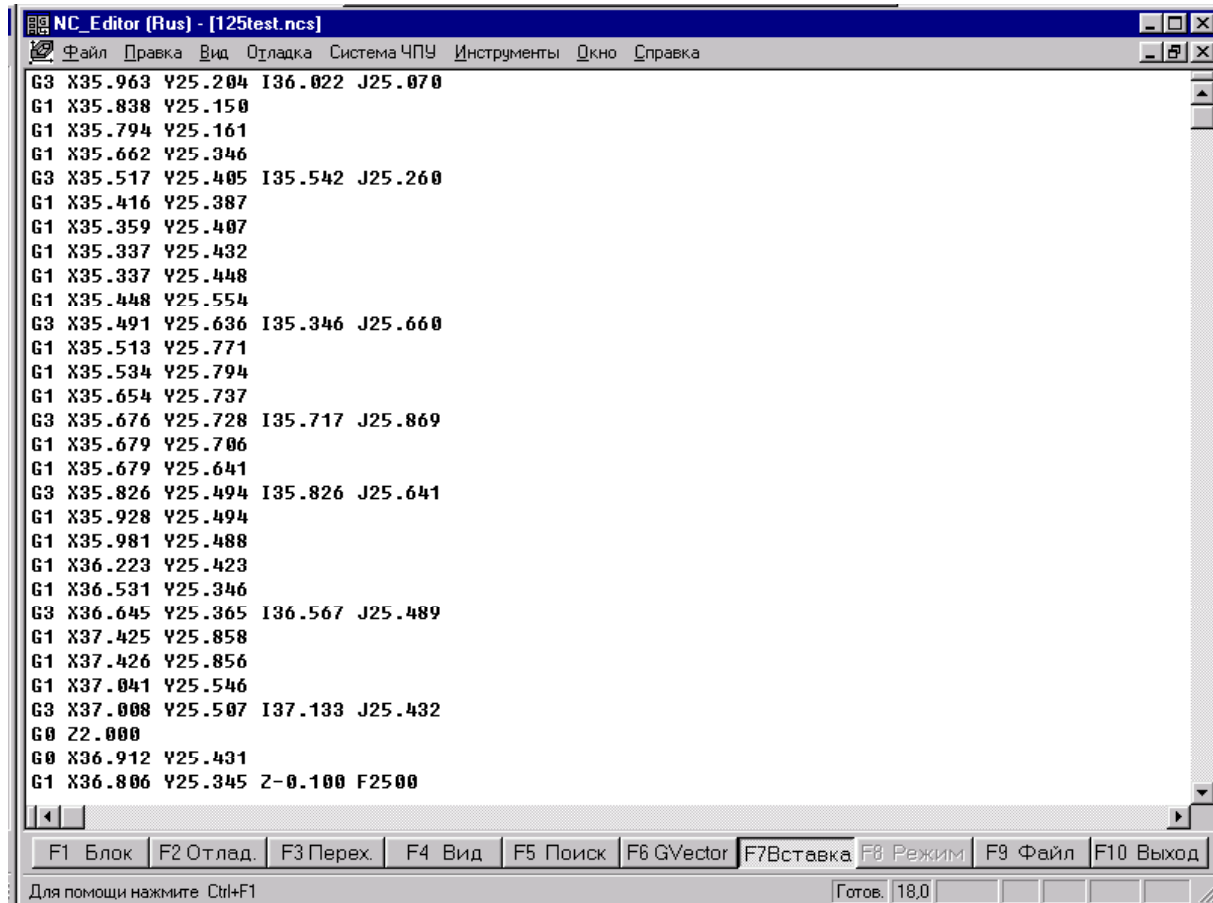 NC_Editor (Rus) - [125test.ncs]
Файл Правка Вид Отладка Система ЧПУ Инструменты Окно Справка
G3 X35.963 Y25.204 I36.022 J25.070
G1 X35.838 Y25.150
G1 X35.794 Y25.161
G1 X35.662 Y25.346
G3 X35.517 Y25.405 I35.542 J25.260
G1 X35.416 Y25.387
G1 X35.359 Y25.407
G1 X35.337 Y25.432
G1 X35.337 Y25.448
G1 X35.448 Y25.554
G3 X35.491 Y25.636 I35.346 J25.660
G1 X35.513 Y25.771
G1 X35.534 Y25.794
G1 X35.654 Y25.737
G3 X35.676 Y25.728 I35.717 J25.869
G1 X35.679 Y25.706
G1 X35.679 Y25.641
G3 X35.826 Y25.494 I35.826 J25.641
G1 X35.928 Y25.494
G1 X35.981 Y25.488
G1 X36.223 Y25.423
G1 X36.531 Y25.346
G3 X36.645 Y25.365 I36.567 J25.489
G1 X37.425 Y25.858
G1 X37.426 Y25.856
G1 X37.041 Y25.546
G3 X37.008 Y25.507 I37.133 J25.432
G0 Z2.000
G0 X36.912 Y25.431
G1 X36.806 Y25.345 Z-0.100 F2500
F1 Блок F2 Отлад. F3 Перех. F4 Вид F5 Поиск F6 GVector F7Вставка F8 Режим F9 Файл F10 Выход
Для помощи нажмите Ctrl+F1 Готов. 18,0